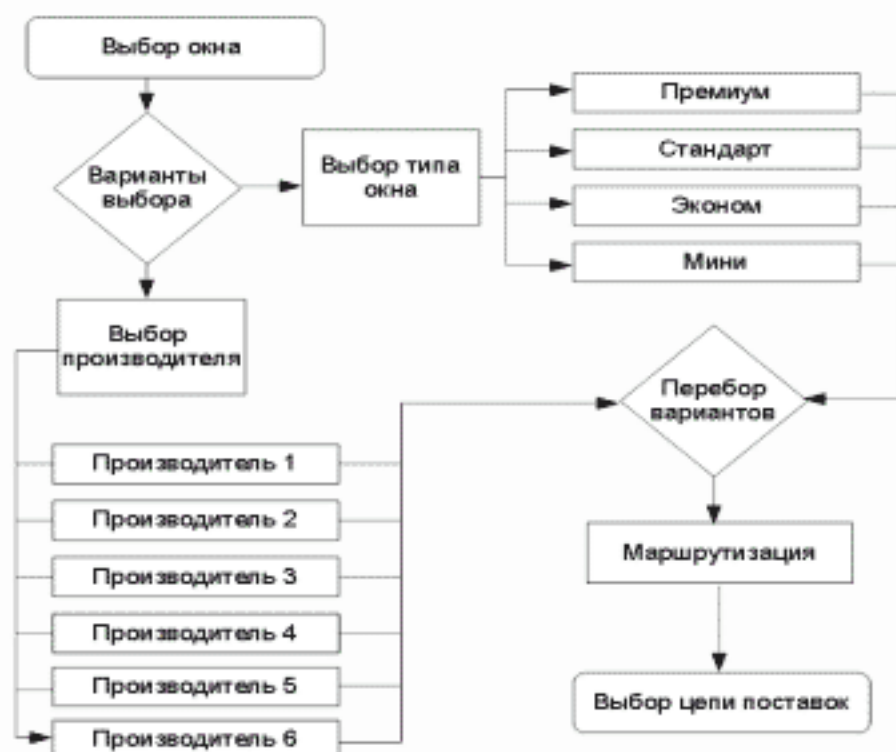 Выбор окна
Варианты
выбора
Выбор типа
окна
Премиум
Стандарт
Эконом
Мини
Выбор
производителя
Производитель 1
Производитель 2
Производитель 3
Производитель 4
Производитель 5
Производитель 6
Перебор
вариантов
Маршрутизация
Выбор цепи поставок